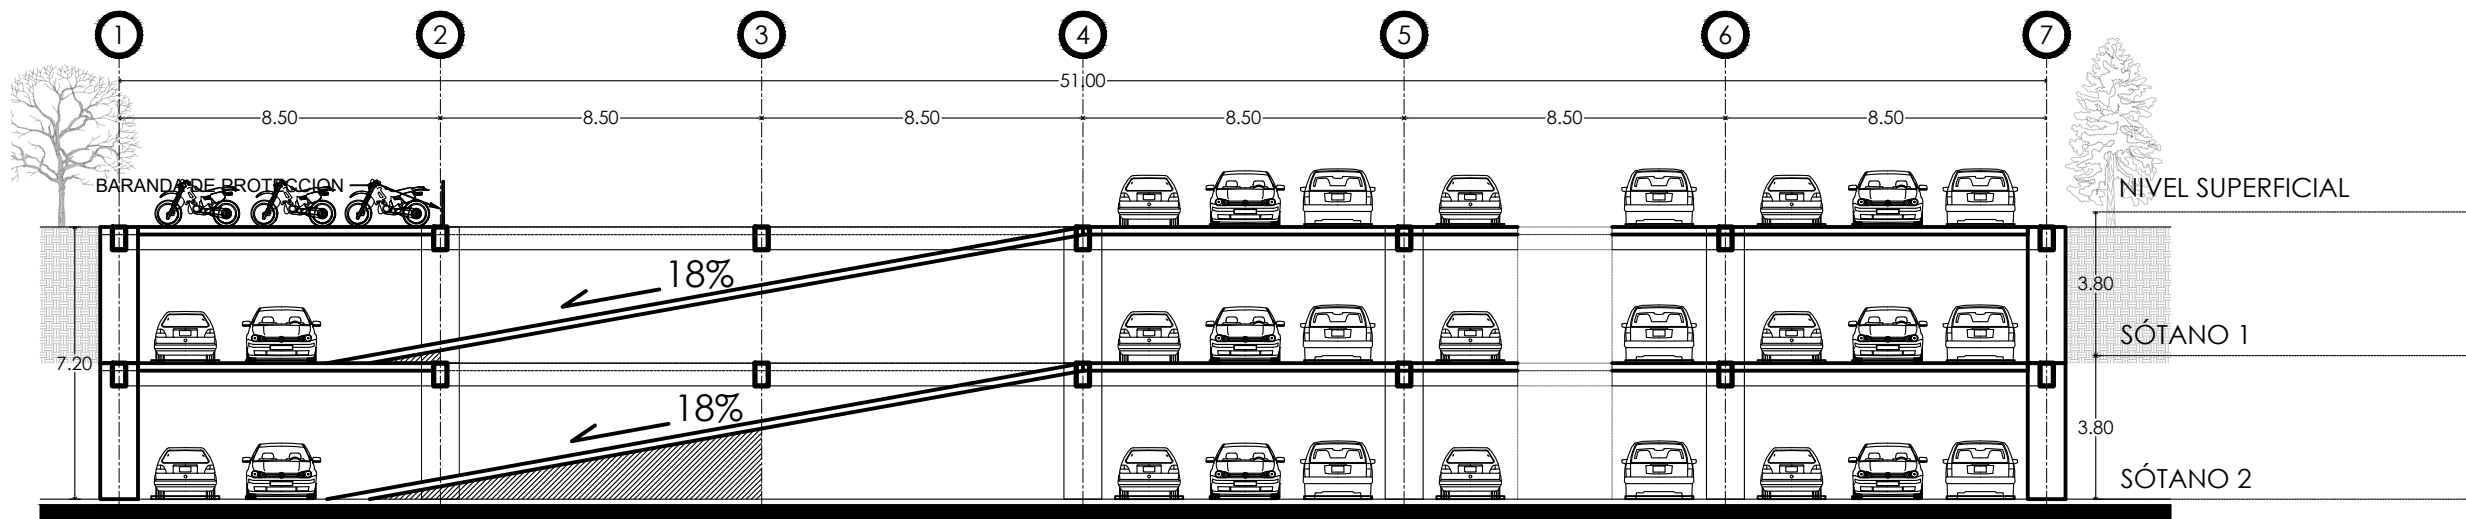 1 2 3 4 5 6 7
51.00
8.50 8.50 8.50 8.50 8.50 8.50
BARANDA DE PROTECCION
NIVEL SUPERFICIAL
18%
3.80
SÓTANO 1
7.20
18%
3.80
SÓTANO 2